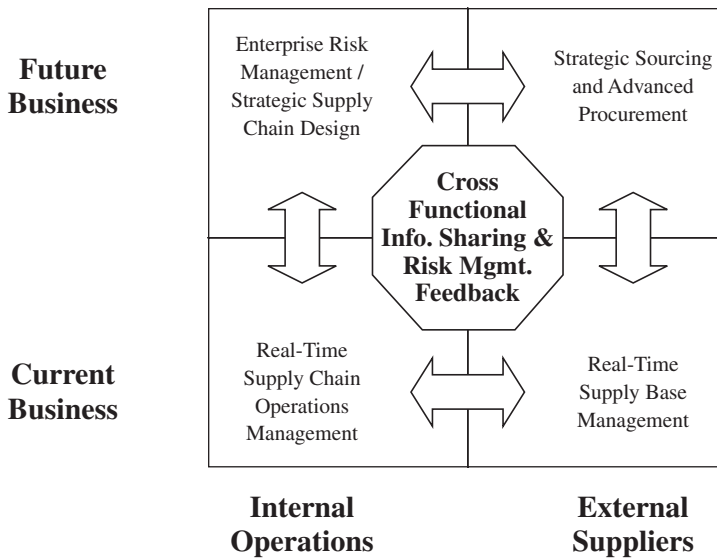 Future
Business
Enterprise Risk
Management /
Strategic Supply
Chain Design
Strategic Sourcing
and Advanced
Procurement
Cross
Functional
Info. Sharing &
Risk Mgmt.
Feedback
Current
Business
Real-Time
Supply Chain
Operations
Management
Real-Time
Supply Base
Management
Internal
Operations
External
Suppliers